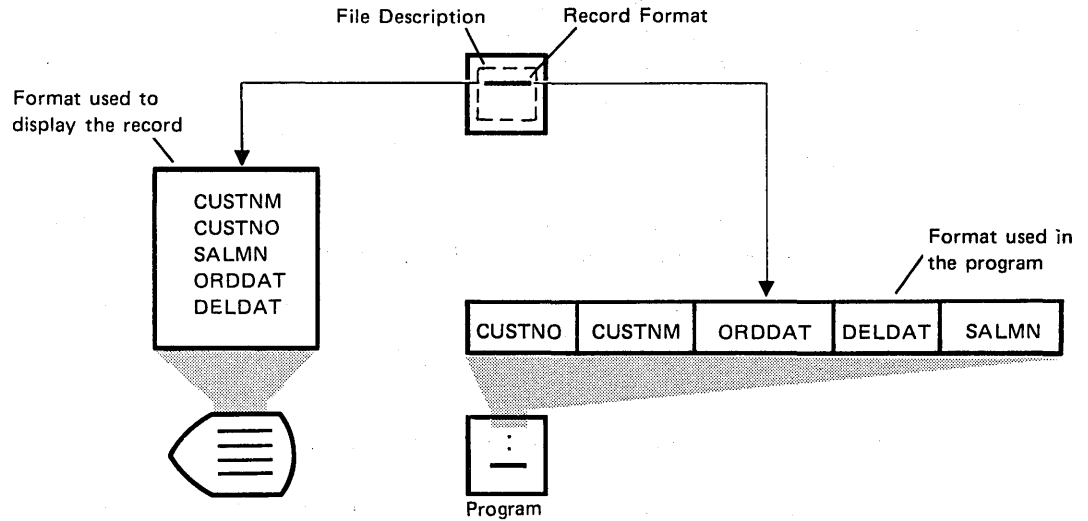 File Description
Record Format
Format used to
display the record
CUSTNM
CUSTNO
SALMN
ORDDAT
DELDAT
Format used in
the program
CUSTNO CUSTNM ORDDAT DELDAT SALMN
Program